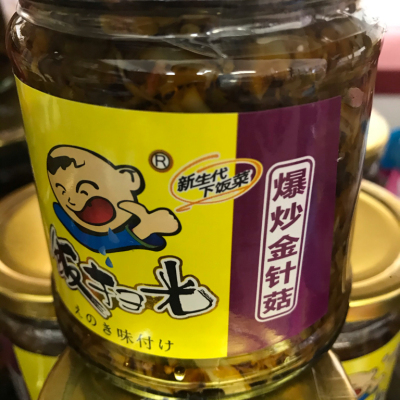 ®
新生代
下饭菜
爆炒金针菇
饭扫光
えのき味付け